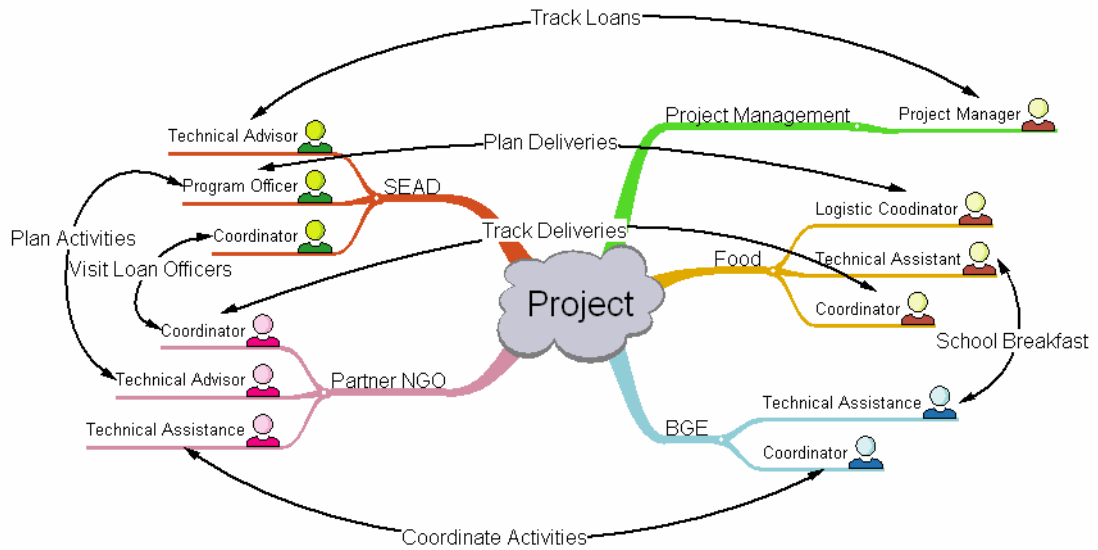 Track Loans
Project Management
Project Manager
Technical Advisor
Plan Deliveries
Program Officer
SEAD
Logistic Coodinator
Plan Activities
Coordinator
Track Deliveries
Visit Loan Officers
Food
Technical Assistant
Project
Coordinator
Coordinator
School Breakfast
Technical Advisor
Partner NGO
Technical Assistance
Technical Assistance
BGE
Coordinator
Coordinate Activities